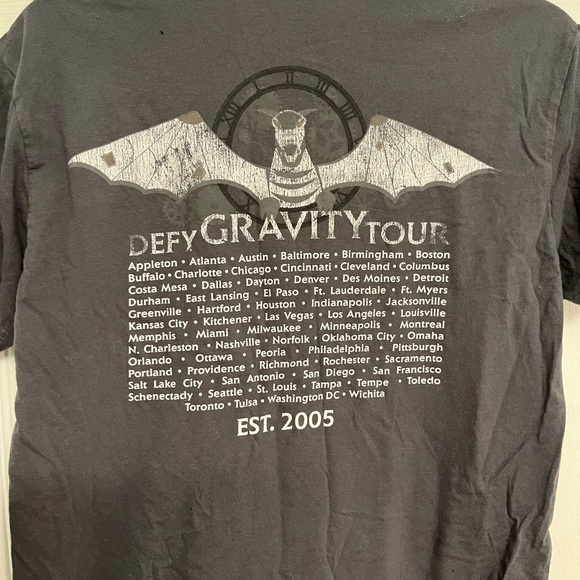 XII I II III
DEFY GRAVITY TOUR
Appleton • Atlanta • Austin • Baltimore • Birmingham • Boston
Buffalo • Charlotte • Chicago • Cincinnati • Cleveland • Columbus
Costa Mesa • Dallas • Dayton • Denver • Des Moines • Detroit
Durham • East Lansing • El Paso • Ft. Lauderdale • Ft. Myers
Greenville • Hartford • Houston • Indianapolis • Jacksonville
Kansas City • Kitchener • Las Vegas • Los Angeles • Louisville
Memphis • Miami • Milwaukee • Minneapolis • Montreal
N. Charleston • Nashville • Norfolk • Oklahoma City • Omaha
Orlando • Ottawa • Peoria • Philadelphia • Pittsburgh
Portland • Providence • Richmond • Rochester • Sacramento
Salt Lake City • San Antonio • San Diego • San Francisco
Schenectady • Seattle • St. Louis • Tampa • Tempe • Toledo
Toronto • Tulsa • Washington DC • Wichita
EST. 2005